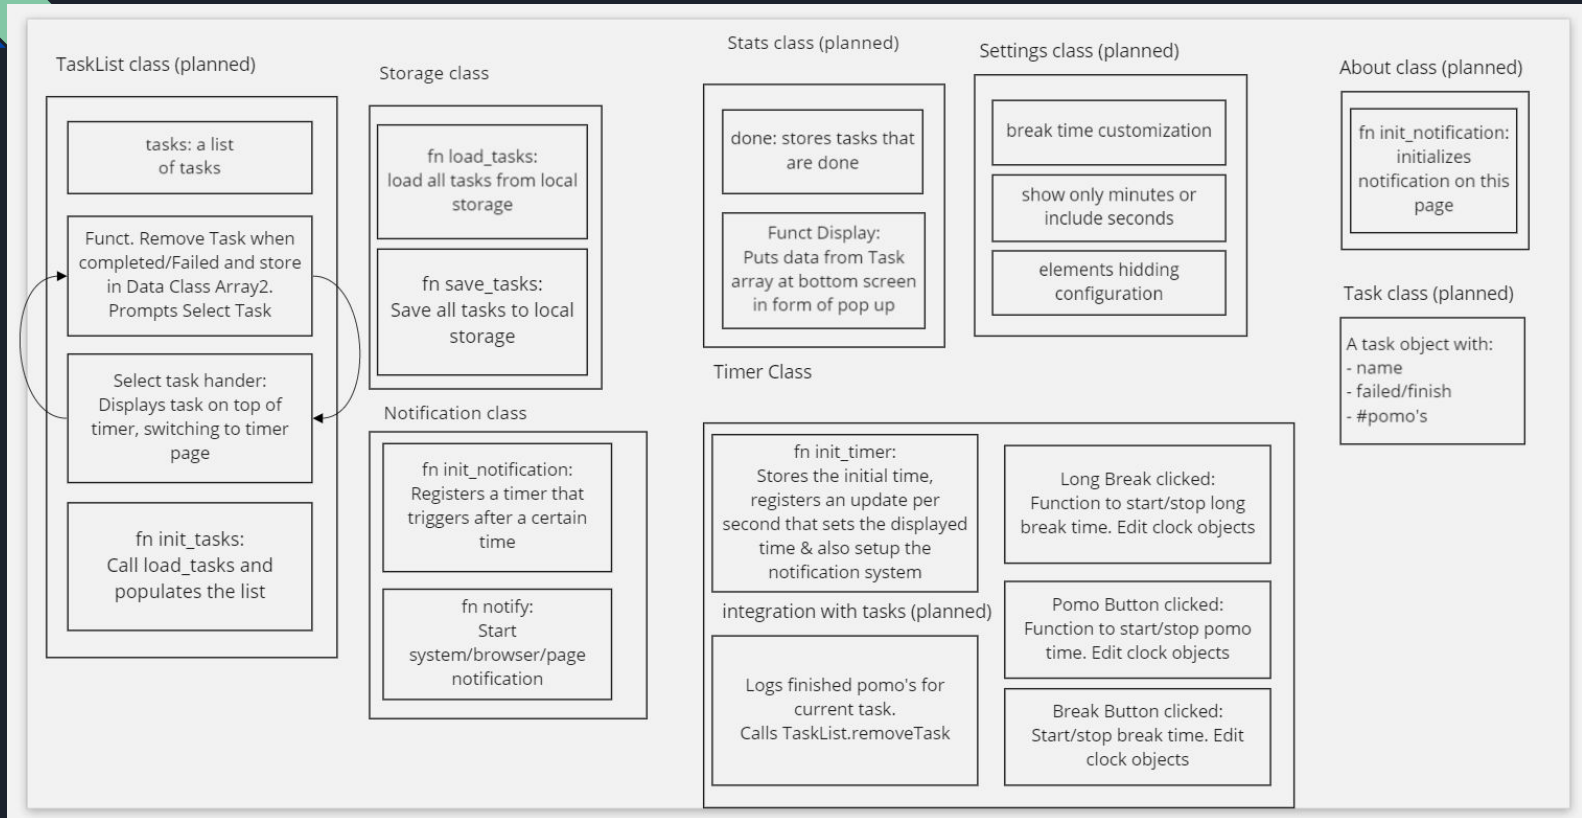 TaskList class (planned)
tasks: a list
of tasks
Funct. Remove Task when
completed/Failed and store
in Data Class Array2.
Prompts Select Task
Select task hander:
Displays task on top of
timer, switching to timer
page
fn init_tasks:
Call load_tasks and
populates the list
Storage class
fn load_tasks:
load all tasks from local
storage
fn save_tasks:
Save all tasks to local
storage
Notification class
fn init_notification:
Registers a timer that
triggers after a certain
time
fn notify:
Start
system/browser/page
notification
Stats class (planned)
done: stores tasks that
are done
Funct Display:
Puts data from Task
array at bottom screen
in form of pop up
Settings class (planned)
break time customization
show only minutes or
include seconds
elements hidding
configuration
Timer Class
fn init_timer:
Stores the initial time,
registers an update per
second that sets the displayed
time & also setup the
notification system
integration with tasks (planned)
Logs finished pomo's for
current task.
Calls TaskList.removeTask
Long Break clicked:
Function to start/stop long
break time. Edit clock objects
Pomo Button clicked:
Function to start/stop pomo
time. Edit clock objects
Break Button clicked:
Start/stop break time. Edit
clock objects
About class (planned)
fn init_notification:
initializes
notification on this
page
Task class (planned)
A task object with:
- name
- failed/finish
- #pomo's